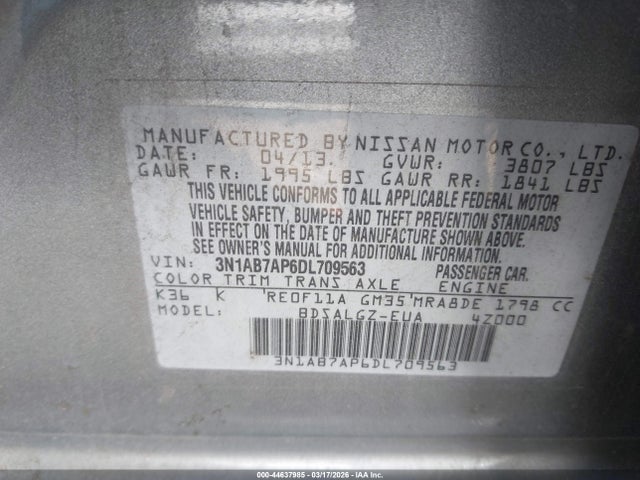 MANUFACTURED BY NISSAN MOTOR CO., LTD.
DATE: 04/13 GVWR: 3807 LBS
GAWR FR: 1995 LBS GAWR RR: 1841 LBS
THIS VEHICLE CONFORMS TO ALL APPLICABLE FEDERAL MOTOR
VEHICLE SAFETY, BUMPER AND THEFT PREVENTION STANDARDS
IN EFFECT ON THE DATE OF MANUFACTURE SHOWN ABOVE.
SEE OWNER'S MANUAL FOR ADDITIONAL INFORMATION.
VIN: 3N1AB7AP6DL709563 PASSENGER CAR.
COLOR TRIM TRANS AXLE ENGINE
K36 K 'RE0F11A GM35'MRA8DE 1798 CC
BDSALGZ-EUA 4Z000
3N1AB7AP6DL709563
000-44637985 - 03/17/2026 - IAA Inc.